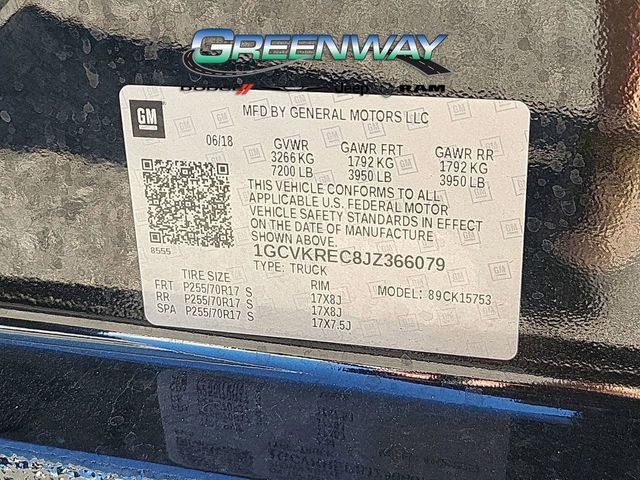 GREENWAY
DODGE Jeep RAM
GM MFD BY GENERAL MOTORS LLC
06/18 GVWR GAWR FRT GAWR RR
3266 KG 1792 KG 1792 KG
7200 LB 3950 LB 3950 LB
THIS VEHICLE CONFORMS TO ALL
APPLICABLE U.S. FEDERAL MOTOR
VEHICLE SAFETY STANDARDS IN EFFECT
ON THE DATE OF MANUFACTURE
SHOWN ABOVE.
8555 1GCVKREC8JZ366079
TYPE: TRUCK
TIRE SIZE RIM MODEL: 89CK15753
FRT P255/70R17 S 17X8J
RR P255/70R17 S 17X8J
SPA P255/70R17 S 17X7.5J